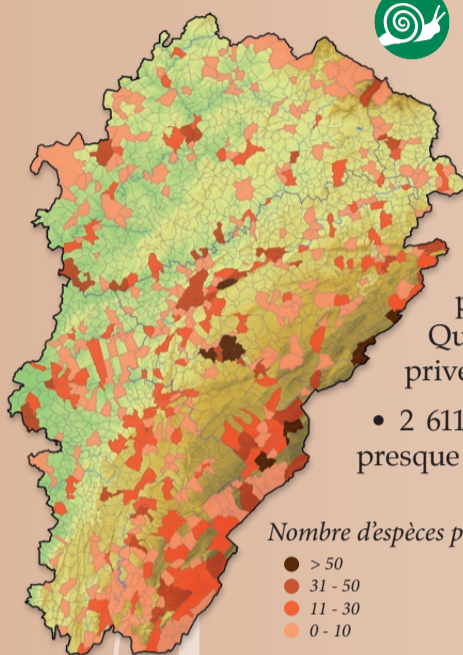 p
Qu
prive
• 2 611
presque
Nombre d'espèces p
> 50
31 - 50
11 - 30
0 - 10